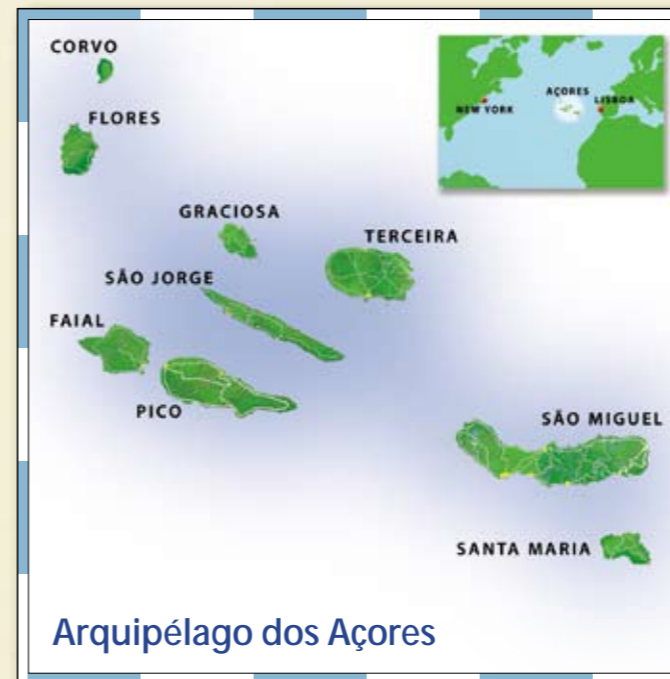 CORVO
FLORES
AÇORES
NEW YORK
LISBOA
GRACIOSA
TERCEIRA
SÃO JORGE
FAIAL
PICO
SÃO MIGUEL
SANTA MARIA
Arquipélago dos Açores